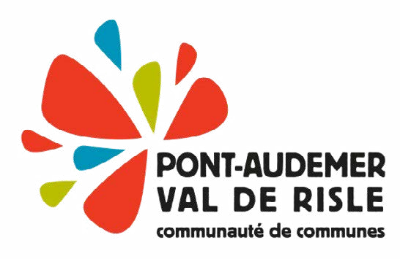 PONT-AUDEMER
VAL DE RISLE
communauté de communes